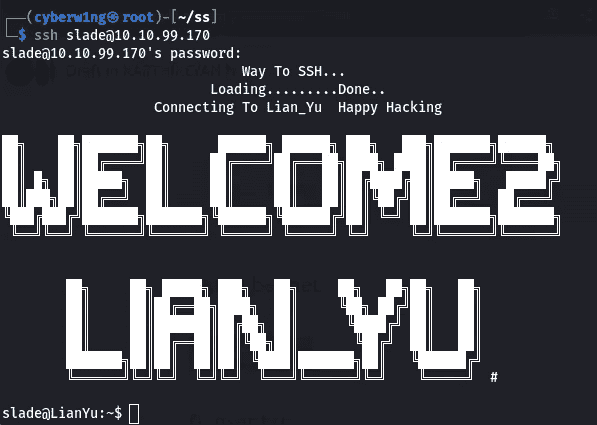 ┌──(cyberw1ng㉿root)-[~/ss]
└─$ ssh slade@10.10.99.170
slade@10.10.99.170's password:
Way To SSH...
Loading.........Done..
Connecting To Lian_Yu  Happy Hacking
WELCOME2
LIAN_YU #
slade@LianYu:~$